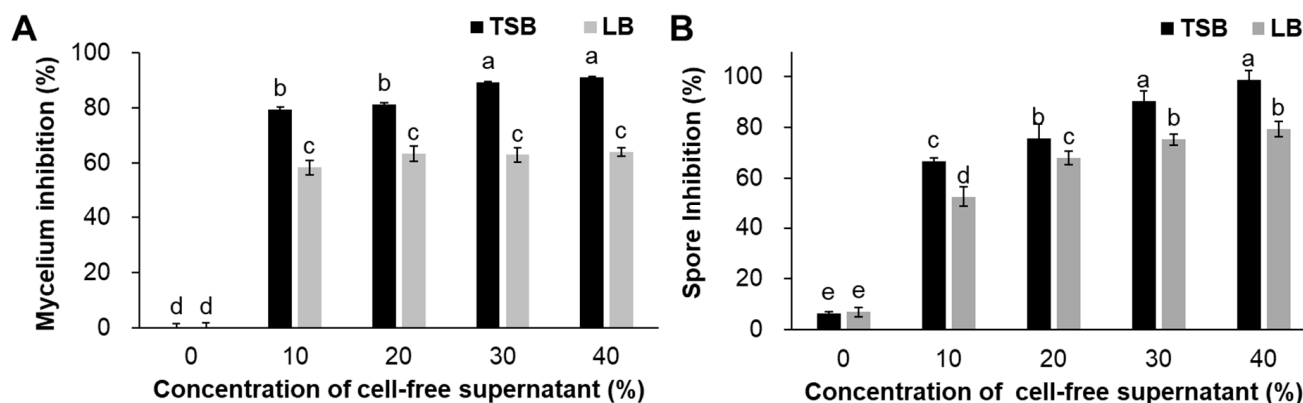 A
TSB LB
Mycelium inhibition (%)
100
80
60
40
20
0
d d b c b c a c a c
0 10 20 30 40
Concentration of cell-free supernatant (%)
B
TSB LB
Spore Inhibition (%)
100
80
60
40
20
0
e e c d b c a b a b
0 10 20 30 40
Concentration of cell-free supernatant (%)